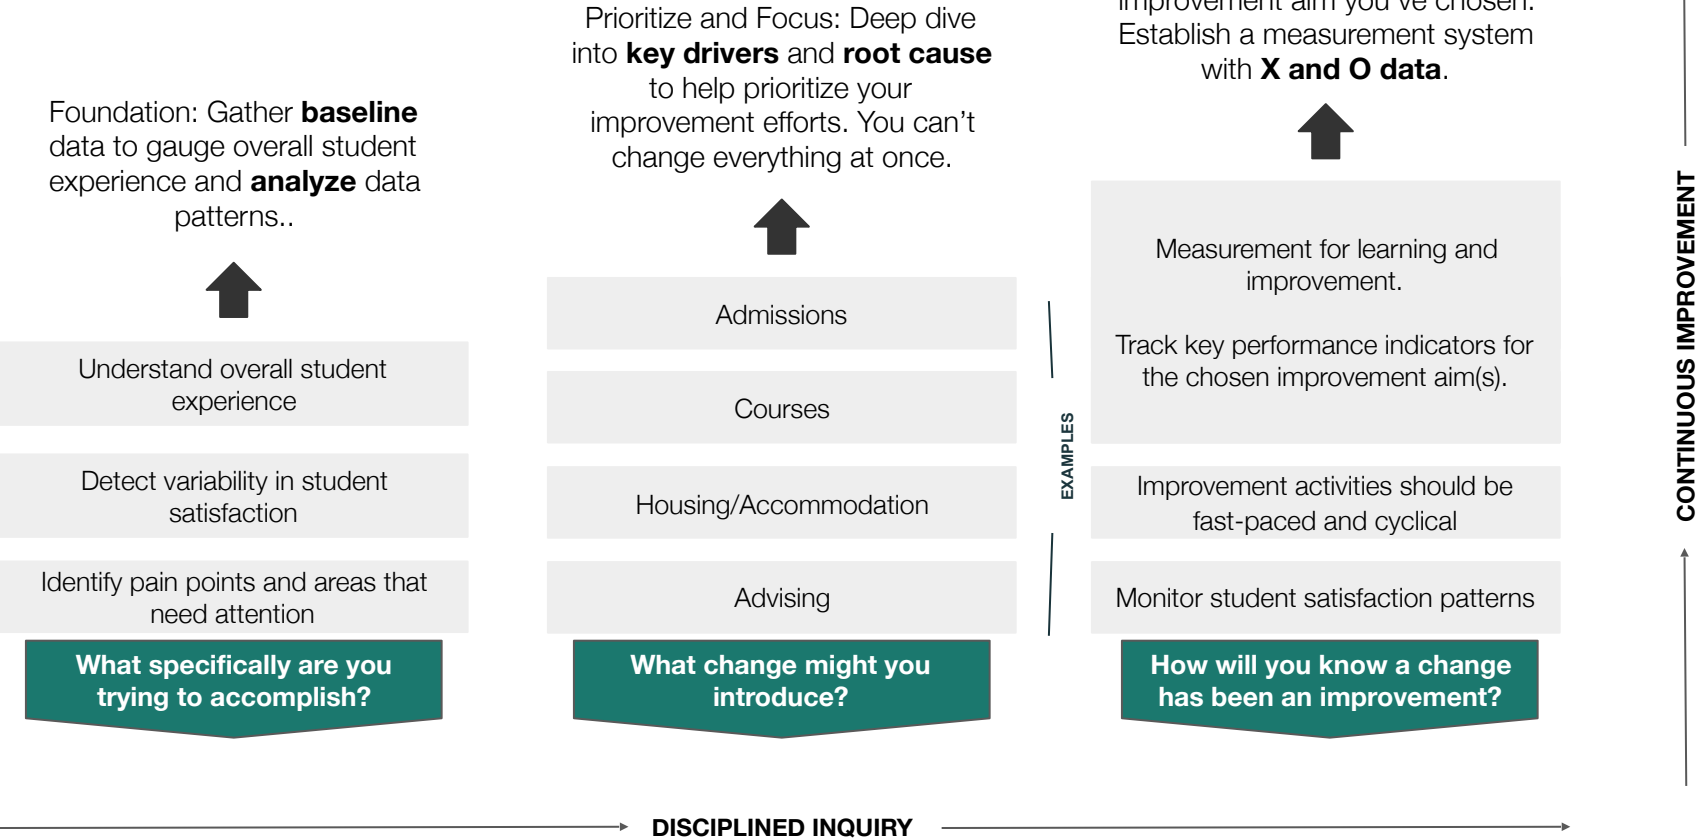 Foundation: Gather baseline
data to gauge overall student
experience and analyze data
patterns..
Understand overall student
experience
Detect variability in student
satisfaction
Identify pain points and areas that
need attention
What specifically are you
trying to accomplish?
Prioritize and Focus: Deep dive
into key drivers and root cause
to help prioritize your
improvement efforts. You can’t
change everything at once.
Admissions
Courses
Housing/Accommodation
Advising
What change might you
introduce?
EXAMPLES
improvement aim you’ve chosen.
Establish a measurement system
with X and O data.
Measurement for learning and
improvement.
Track key performance indicators for
the chosen improvement aim(s).
Improvement activities should be
fast-paced and cyclical
Monitor student satisfaction patterns
How will you know a change
has been an improvement?
CONTINUOUS IMPROVEMENT
DISCIPLINED INQUIRY